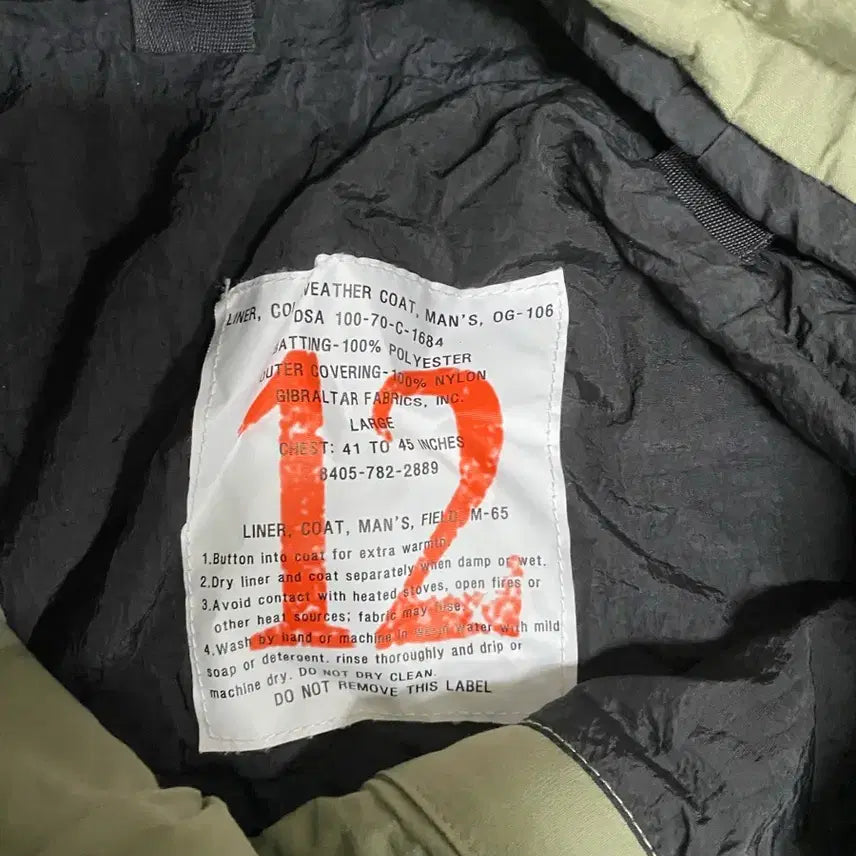 LINER, COLD WEATHER COAT, MAN'S, OG-106
DSA 100-70-C-1684
BATTING-100% POLYESTER
OUTER COVERING-100% NYLON
GIBRALTAR FABRICS, INC.
LARGE
CHEST: 41 TO 45 INCHES
8405-782-2889
12
LINER, COAT, MAN'S, FIELD, M-65
1.Button into coat for extra warmth.
2.Dry liner and coat separately when damp or wet.
3.Avoid contact with heated stoves, open fires or
other heat sources; fabric may fuse.
4.Wash by hand or machine in warm water with mild
soap or detergent. rinse thoroughly and drip or
machine dry. DO NOT DRY CLEAN.
DO NOT REMOVE THIS LABEL